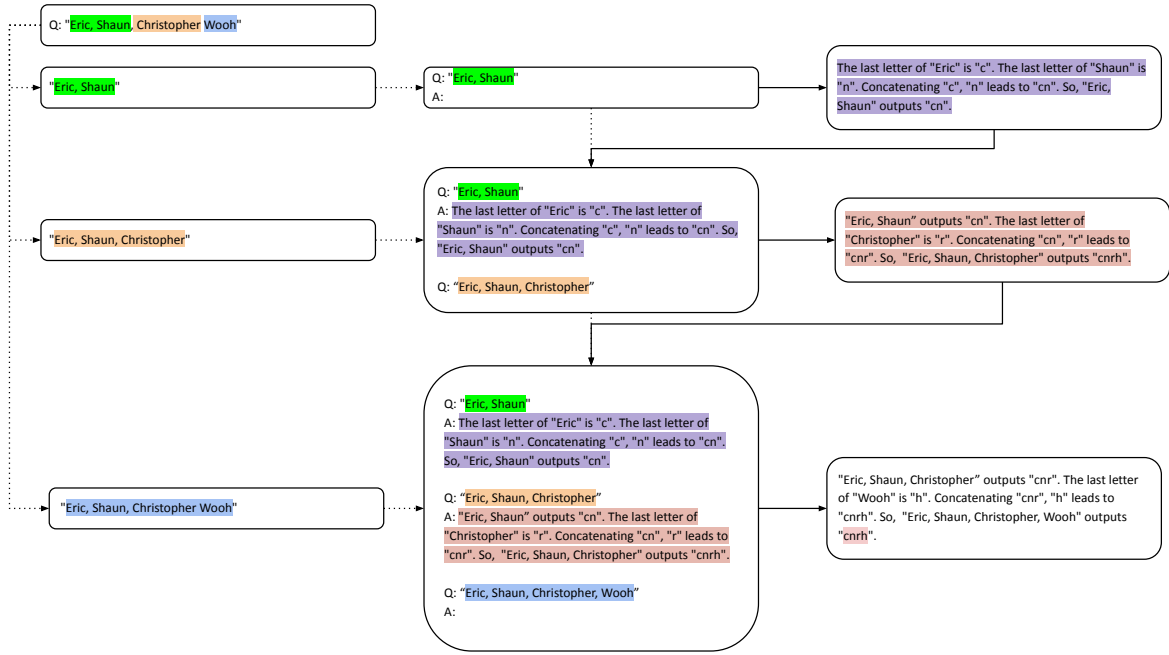 Q: "Eric, Shaun, Christopher Wooh"
"Eric, Shaun"
Q: "Eric, Shaun"
A:
The last letter of "Eric" is "c". The last letter of "Shaun" is
"n". Concatenating "c", "n" leads to "cn". So, "Eric,
Shaun" outputs "cn".
"Eric, Shaun, Christopher"
Q: "Eric, Shaun"
A: The last letter of "Eric" is "c". The last letter of
"Shaun" is "n". Concatenating "c", "n" leads to "cn". So,
"Eric, Shaun" outputs "cn".
Q: “Eric, Shaun, Christopher”
"Eric, Shaun” outputs "cn". The last letter of
"Christopher" is "r". Concatenating "cn", "r" leads to
"cnr". So,  "Eric, Shaun, Christopher" outputs "cnrh".
"Eric, Shaun, Christopher Wooh"
Q: "Eric, Shaun"
A: The last letter of "Eric" is "c". The last letter of
"Shaun" is "n". Concatenating "c", "n" leads to "cn".
So, "Eric, Shaun" outputs "cn".
Q: “Eric, Shaun, Christopher”
A: "Eric, Shaun” outputs "cn". The last letter of
"Christopher" is "r". Concatenating "cn", "r" leads to
"cnr". So,  "Eric, Shaun, Christopher" outputs "cnrh".
Q: “Eric, Shaun, Christopher, Wooh”
A:
"Eric, Shaun, Christopher” outputs "cnr". The last letter
of "Wooh" is "h". Concatenating "cnr", "h" leads to
"cnrh". So,  "Eric, Shaun, Christopher, Wooh" outputs
"cnrh".